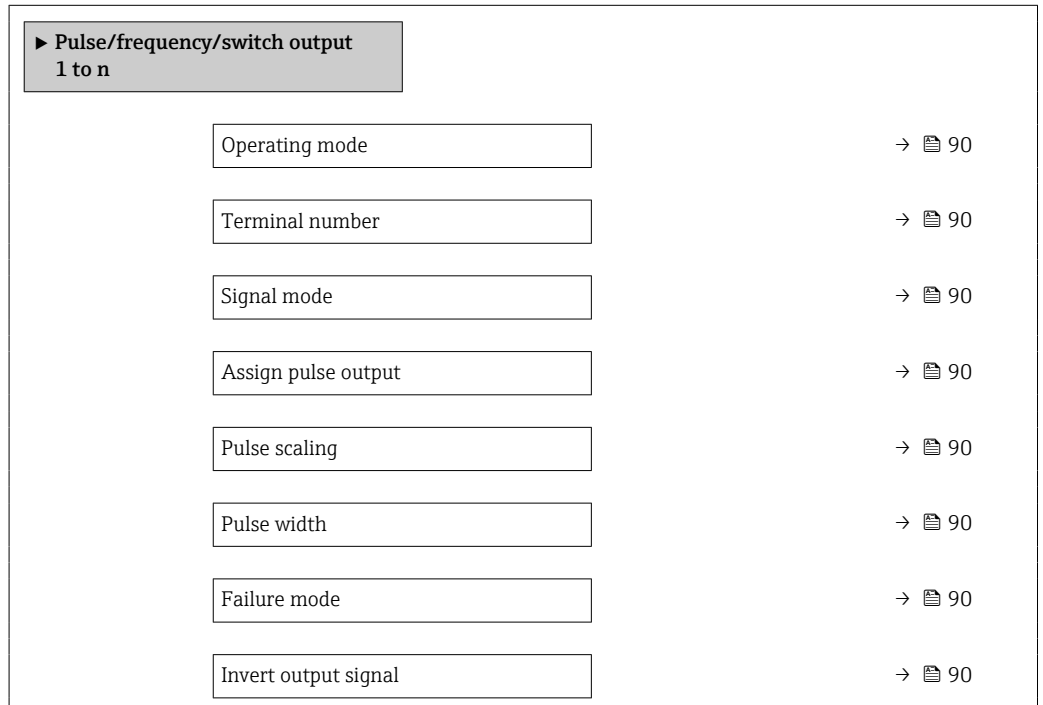 ▶ Pulse/frequency/switch output
1 to n
Operating mode → 90
Terminal number → 90
Signal mode → 90
Assign pulse output → 90
Pulse scaling → 90
Pulse width → 90
Failure mode → 90
Invert output signal → 90